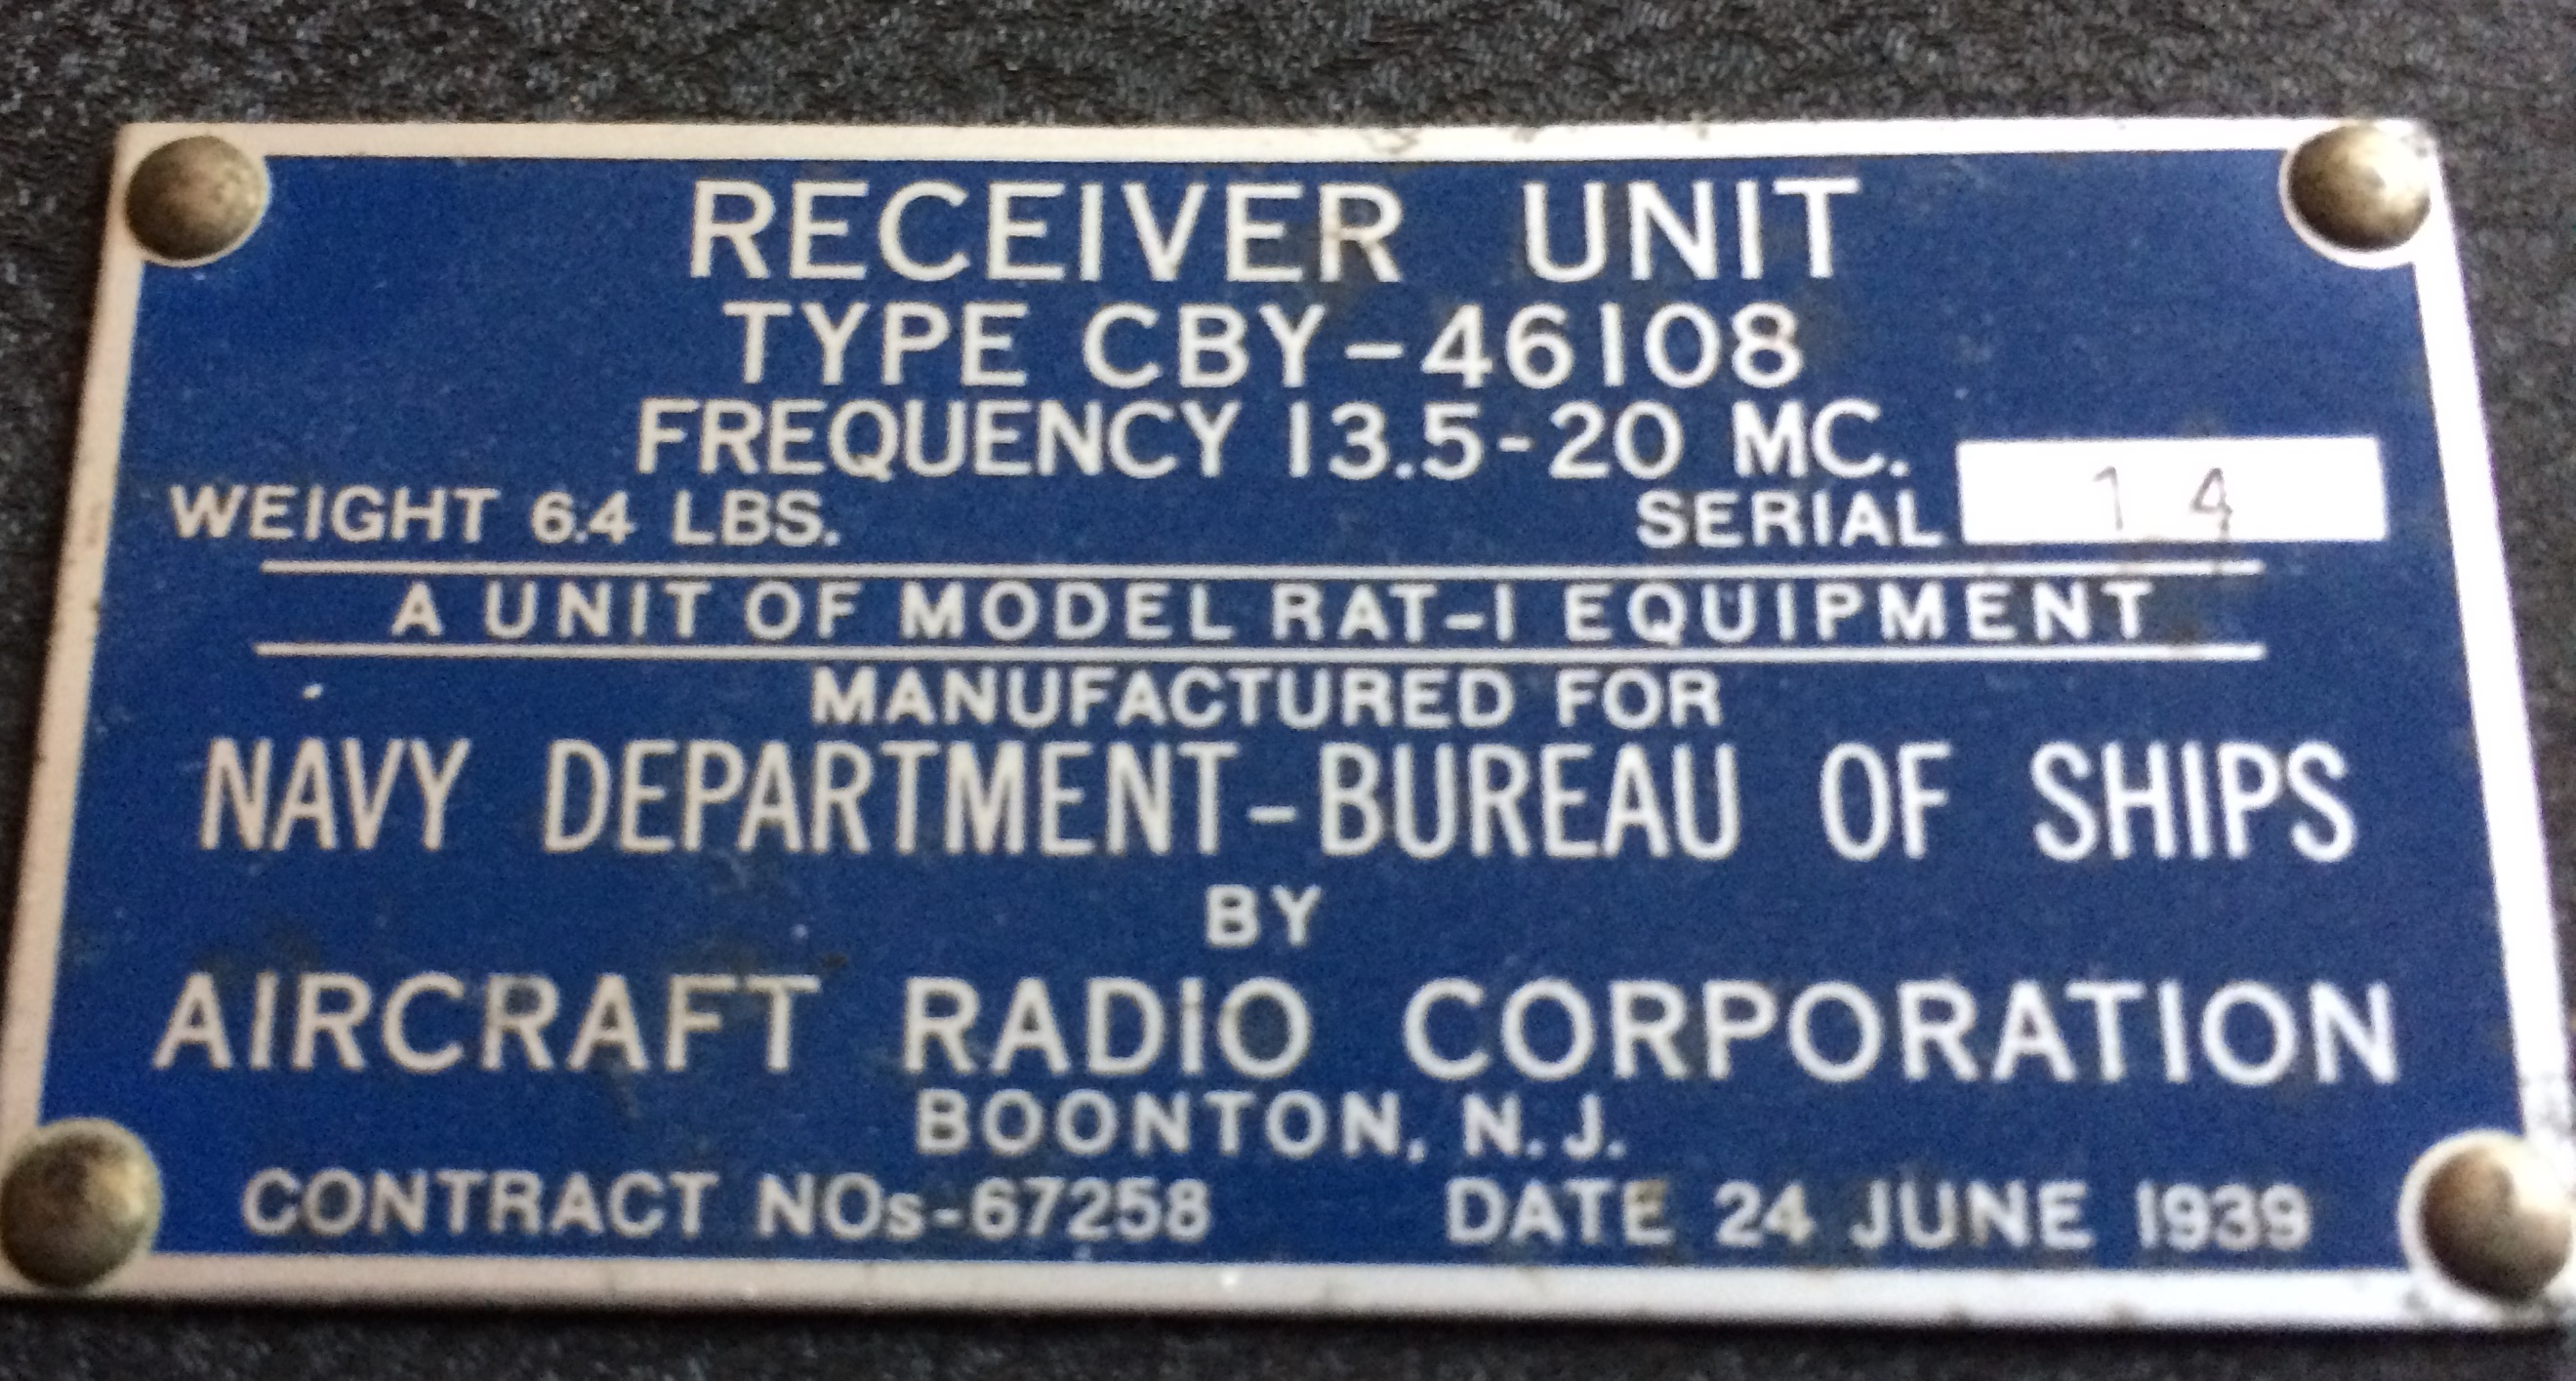 RECEIVER UNIT
TYPE CBY-46108
FREQUENCY 13.5-20 MC.
WEIGHT 6.4 LBS. SERIAL 14
A UNIT OF MODEL RAT-1 EQUIPMENT
MANUFACTURED FOR
NAVY DEPARTMENT-BUREAU OF SHIPS
BY
AIRCRAFT RADIO CORPORATION
BOONTON, N.J.
CONTRACT NOs-67258 DATE 24 JUNE 1939